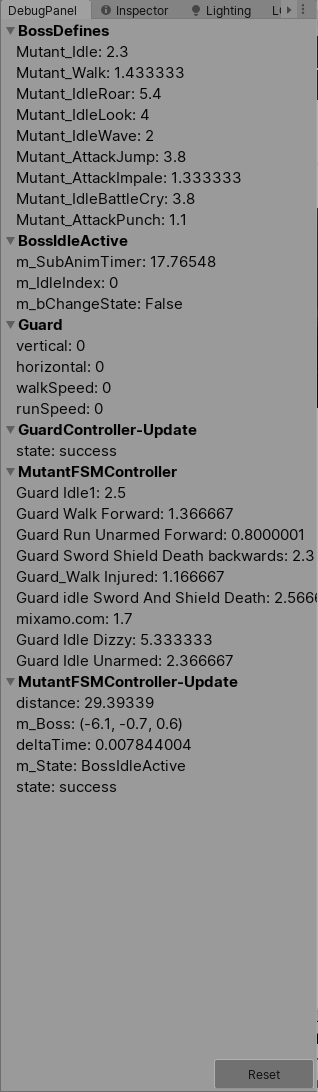 DebugPanel Inspector Lighting
BossDefines
Mutant_Idle: 2.3
Mutant_Walk: 1.433333
Mutant_IdleRoar: 5.4
Mutant_IdleLook: 4
Mutant_IdleWave: 2
Mutant_AttackJump: 3.8
Mutant_AttackImpale: 1.333333
Mutant_IdleBattleCry: 3.8
Mutant_AttackPunch: 1.1
BossIdleActive
m_SubAnimTimer: 17.76548
m_IdleIndex: 0
m_bChangeState: False
Guard
vertical: 0
horizontal: 0
walkSpeed: 0
runSpeed: 0
GuardController-Update
state: success
MutantFSMController
Guard Idle1: 2.5
Guard Walk Forward: 1.366667
Guard Run Unarmed Forward: 0.8000001
Guard Sword Shield Death backwards: 2.3
Guard_Walk Injured: 1.166667
Guard idle Sword And Shield Death: 2.566
mixamo.com: 1.7
Guard Idle Dizzy: 5.333333
Guard Idle Unarmed: 2.366667
MutantFSMController-Update
distance: 29.39339
m_Boss: (-6.1, -0.7, 0.6)
deltaTime: 0.007844004
m_State: BossIdleActive
state: success
Reset